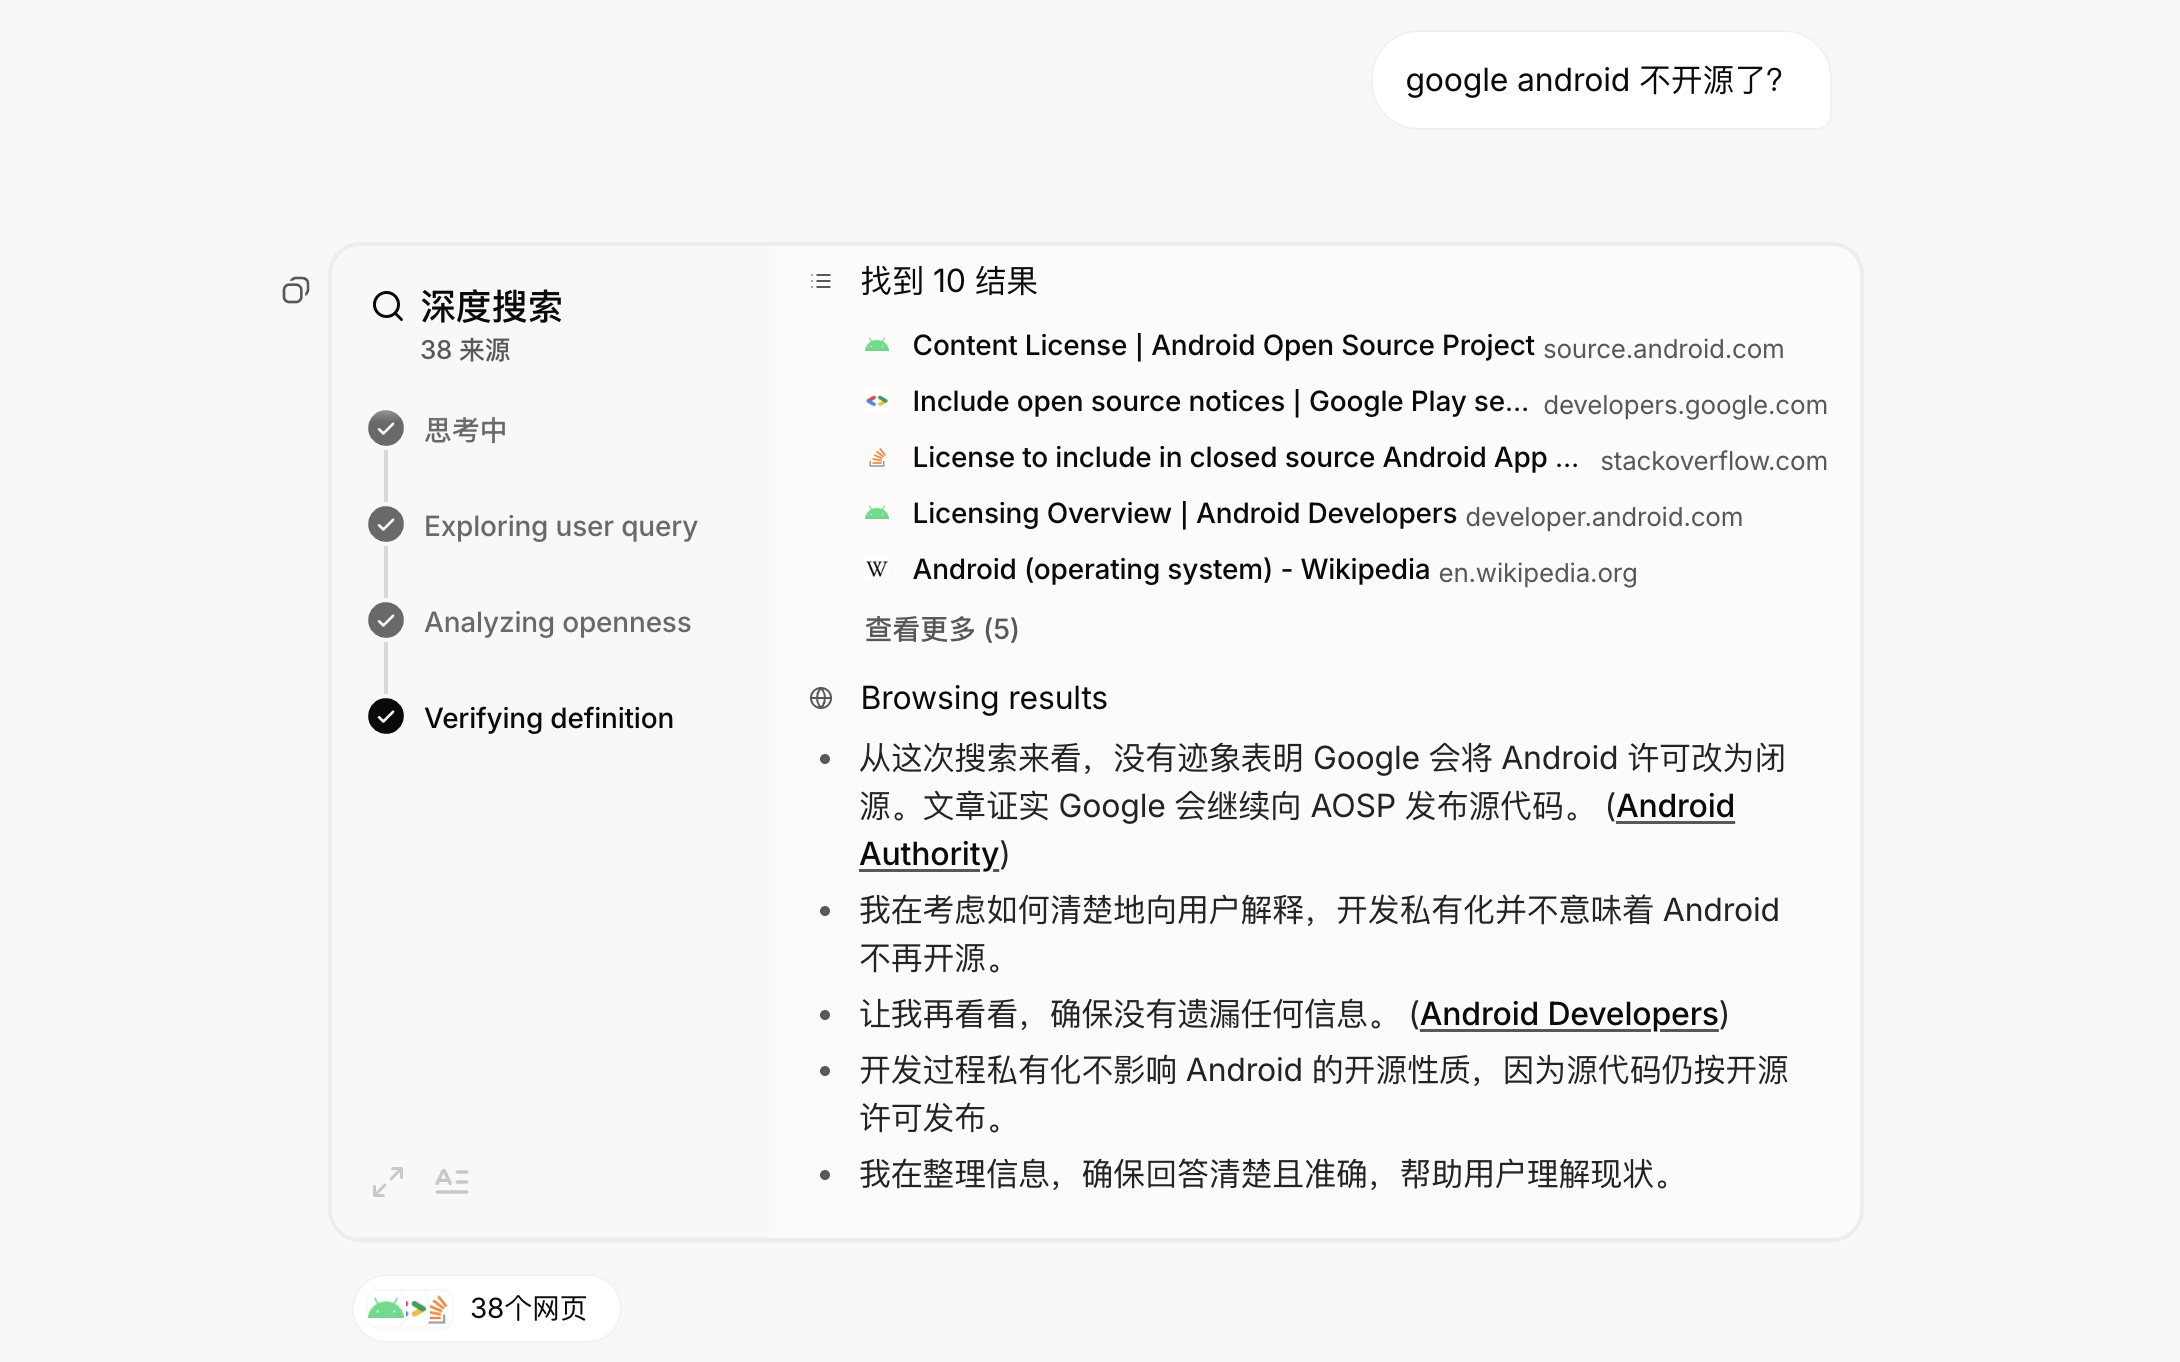 google android 不开源了?
深度搜索
38 来源
思考中
Exploring user query
Analyzing openness
Verifying definition
找到 10 结果
Content License | Android Open Source Project source.android.com
Include open source notices | Google Play se... developers.google.com
License to include in closed source Android App ... stackoverflow.com
Licensing Overview | Android Developers developer.android.com
W Android (operating system) - Wikipedia en.wikipedia.org
查看更多 (5)
Browsing results
从这次搜索来看，没有迹象表明 Google 会将 Android 许可改为闭
源。文章证实 Google 会继续向 AOSP 发布源代码。 (Android
Authority)
我在考虑如何清楚地向用户解释，开发私有化并不意味着 Android
不再开源。
让我再看看，确保没有遗漏任何信息。 (Android Developers)
开发过程私有化不影响 Android 的开源性质，因为源代码仍按开源
许可发布。
我在整理信息，确保回答清楚且准确，帮助用户理解现状。
38个网页